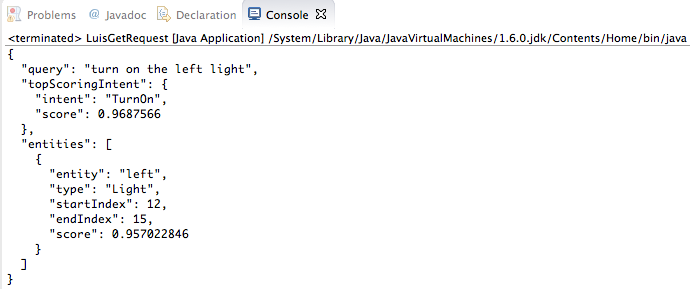 Problems @ Javadoc Declaration Console
<terminated> LuisGetRequest [Java Application] /System/Library/Java/JavaVirtualMachines/1.6.0.jdk/Contents/Home/bin/java
{
  "query": "turn on the left light",
  "topScoringIntent": {
    "intent": "TurnOn",
    "score": 0.9687566
  },
  "entities": [
    {
      "entity": "left",
      "type": "Light",
      "startIndex": 12,
      "endIndex": 15,
      "score": 0.957022846
    }
  ]
}